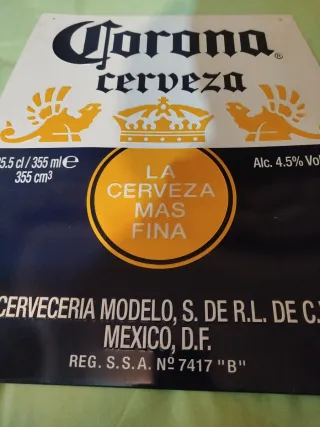 Corona®
cerveza
35.5 cl / 355 ml℮
355 cm³
Alc. 4.5% Vol
LA
CERVEZA
MAS
FINA
CERVECERIA MODELO, S. DE R.L. DE C.
MEXICO, D.F.
REG. S.S.A. Nº 7417 "B"